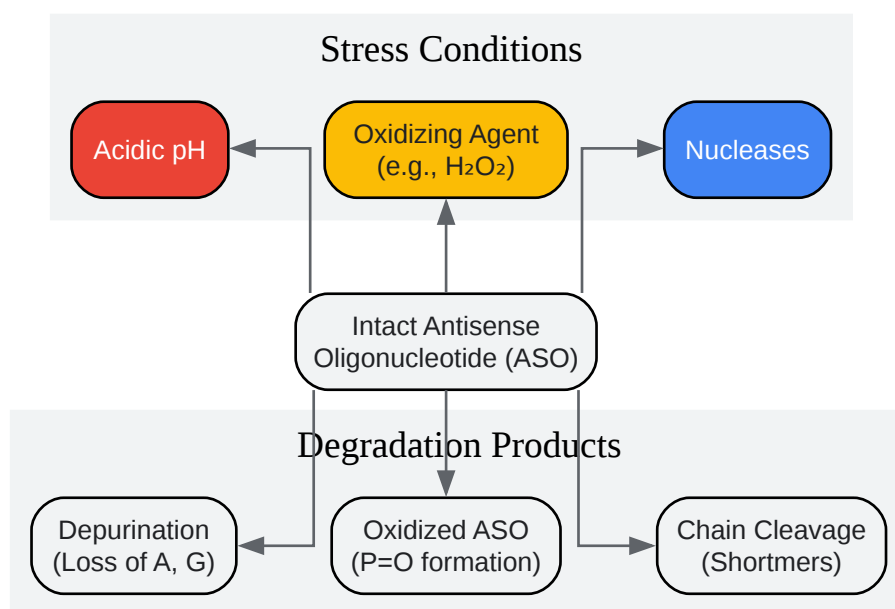 Stress Conditions
Acidic pH
Oxidizing Agent
(e.g., H₂O₂)
Nucleases
Intact Antisense
Oligonucleotide (ASO)
Degradation Products
Depurination
(Loss of A, G)
Oxidized ASO
(P=O formation)
Chain Cleavage
(Shortmers)